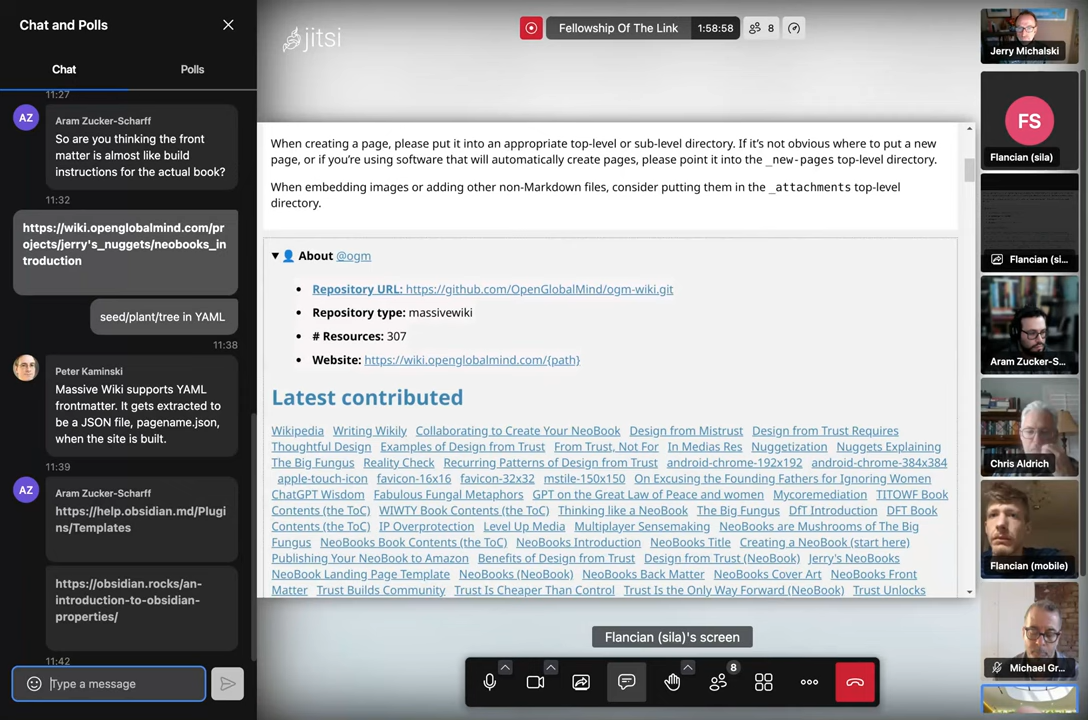 Chat and Polls
Chat
Polls
11:27
AZ
Aram Zucker-Scharff
So are you thinking the front
matter is almost like build
instructions for the actual book?
11:32
https://wiki.openglobalmind.com/pr
ojects/jerry's_nuggets/neobooks_in
troduction
seed/plant/tree in YAML
11:38
Peter Kaminski
Massive Wiki supports YAML
frontmatter. It gets extracted to
be a JSON file, pagename.json,
when the site is built.
11:39
AZ
Aram Zucker-Scharff
https://help.obsidian.md/Plugi
ns/Templates
https://obsidian.rocks/an-
introduction-to-obsidian-
properties/
11:42
Type a message
jitsi
Fellowship Of The Link
1:58:58
8
When creating a page, please put it into an appropriate top-level or sub-level directory. If it's not obvious where to put a new
page, or if you're using software that will automatically create pages, please point it into the _new-pages top-level directory.
When embedding images or adding other non-Markdown files, consider putting them in the _attachments top-level
directory.
▼ 👤 About @ogm
• Repository URL: https://github.com/OpenGlobalMind/ogm-wiki.git
• Repository type: massivewiki
• # Resources: 307
• Website: https://wiki.openglobalmind.com/{path}
Latest contributed
Wikipedia Writing Wikily Collaborating to Create Your NeoBook Design from Mistrust Design from Trust Requires
Thoughtful Design Examples of Design from Trust From Trust, Not For In Medias Res Nuggetization Nuggets Explaining
The Big Fungus Reality Check Recurring Patterns of Design from Trust android-chrome-192x192 android-chrome-384x384
apple-touch-icon favicon-16x16 favicon-32x32 mstile-150x150 On Excusing the Founding Fathers for Ignoring Women
ChatGPT Wisdom Fabulous Fungal Metaphors GPT on the Great Law of Peace and women Mycoremediation TITOWF Book
Contents (the ToC) WIWTY Book Contents (the ToC) Thinking like a NeoBook The Big Fungus DfT Introduction DFT Book
Contents (the ToC) IP Overprotection Level Up Media Multiplayer Sensemaking NeoBooks are Mushrooms of The Big
Fungus NeoBooks Book Contents (the ToC) NeoBooks Introduction NeoBooks Title Creating a NeoBook (start here)
Publishing Your NeoBook to Amazon Benefits of Design from Trust Design from Trust (NeoBook) Jerry's NeoBooks
NeoBook Landing Page Template NeoBooks (NeoBook) NeoBooks Back Matter NeoBooks Cover Art NeoBooks Front
Matter Trust Builds Community Trust Is Cheaper Than Control Trust Is the Only Way Forward (NeoBook) Trust Unlocks
Flancian (sila)'s screen
8
Jerry Michalski
FS
Flancian (sila)
Flancian (si...
Aram Zucker-S...
Chris Aldrich
Flancian (mobile)
Michael Gr...